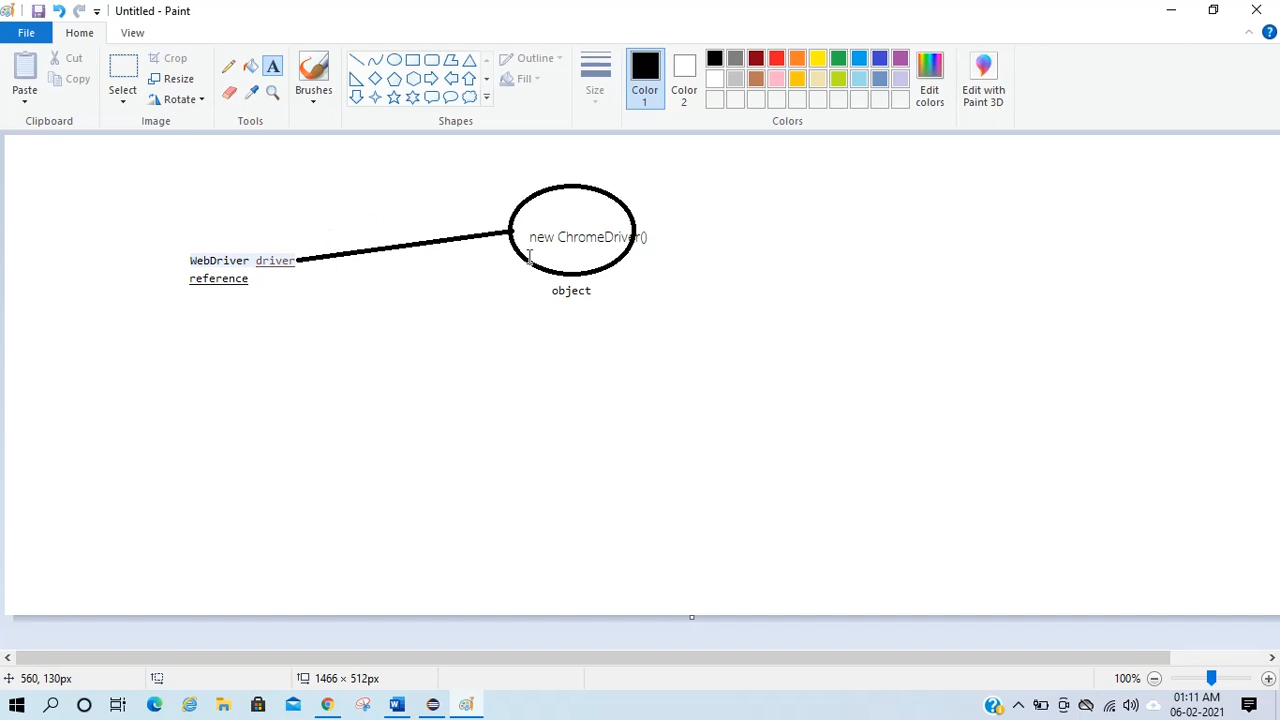 Untitled - Paint
File
Home
View
Paste
Cut
Copy
Clipboard
Select
Crop
Resize
Rotate
Image
A
Tools
Brushes
Outline
Fill
Shapes
Size
Color
1
Color
2
Edit
colors
Colors
Edit with
Paint 3D
?
new ChromeDriver()
WebDriver driver
reference
object
560, 130px
1466 × 512px
100%
01:11 AM
06-02-2021